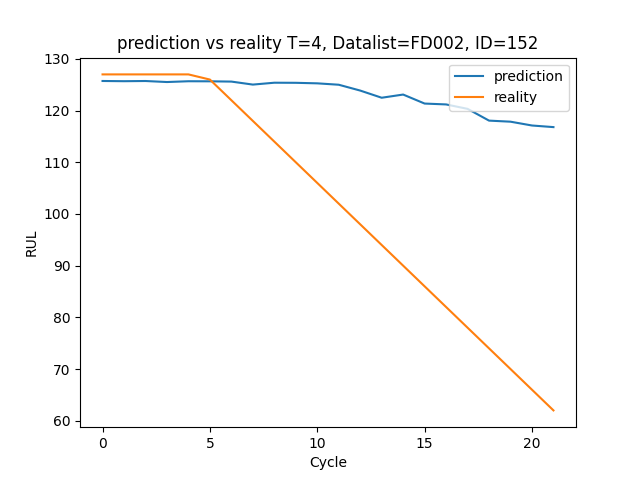 prediction vs reality T=4, Datalist=FD002, ID=152
130
120
110
100
90
80
70
60
RUL
prediction
reality
0 5 10 15 20
Cycle